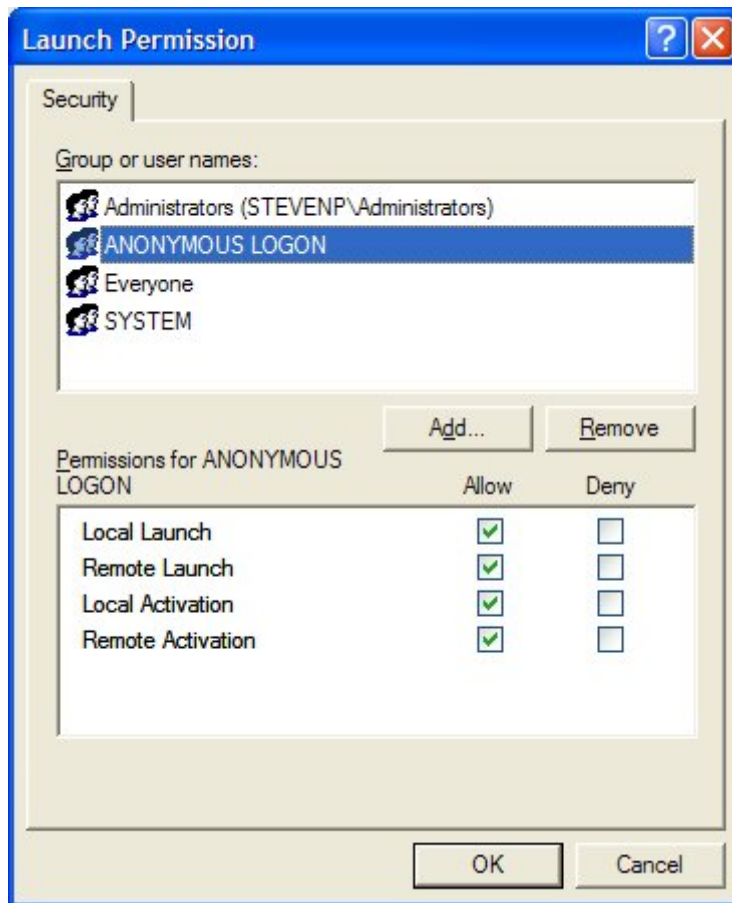 Launch Permission
Security
Group or user names:
Administrators (STEVENP\Administrators)
ANONYMOUS LOGON
Everyone
SYSTEM
Add...
Remove
Permissions for ANONYMOUS
LOGON
Allow
Deny
Local Launch
Remote Launch
Local Activation
Remote Activation
OK
Cancel